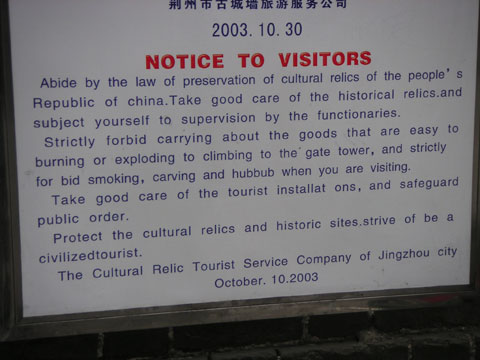 荆州市古城墙旅游服务公司
2003.10.30
NOTICE TO VISITORS
Abide by the law of preservation of cultural relics of the people's
Republic of china.Take good care of the historical relics.and
subject yourself to supervision by the functionaries.
Strictly forbid carrying about the goods that are easy to
burning or exploding to climbing to the gate tower, and strictly
for bid smoking, carving and hubbub when you are visiting.
Take good care of the tourist installat ons, and safeguard
public order.
Protect the cultural relics and historic sites.strive of be a
civilizedtourist.
The Cultural Relic Tourist Service Company of Jingzhou city
October. 10.2003